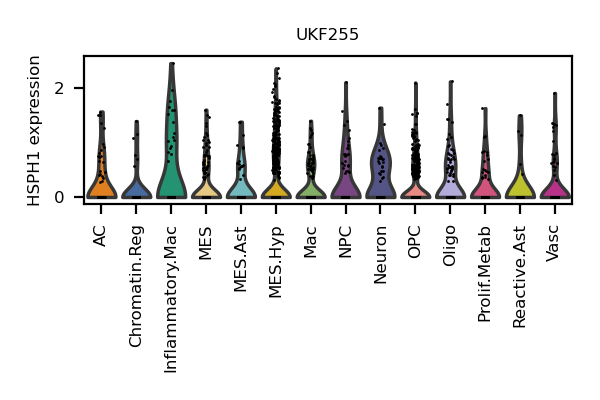 UKF255
HSPH1 expression
2
0
AC
Chromatin.Reg
Inflammatory.Mac
MES
MES.Ast
MES.Hyp
Mac
NPC
Neuron
OPC
Oligo
Prolif.Metab
Reactive.Ast
Vasc